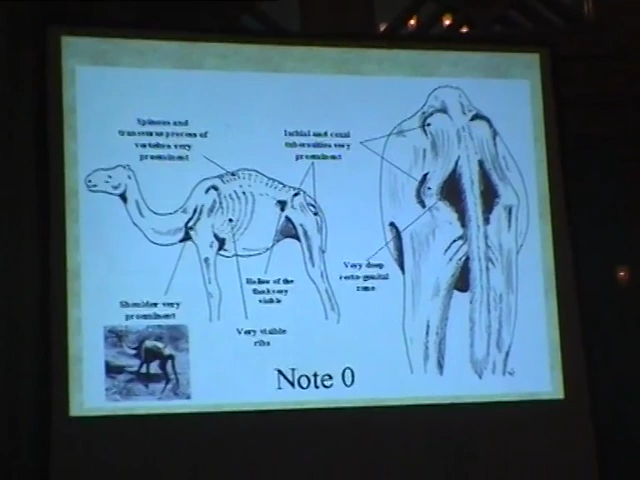 Spinous and
transverse process of
vertebra very
prominent
Ischial and coxal
tuberosities very
prominent
Hollow of the
flank very
visible
Very deep
recto-genital
zone
Shoulder very
prominent
Very visible
ribs
Note 0